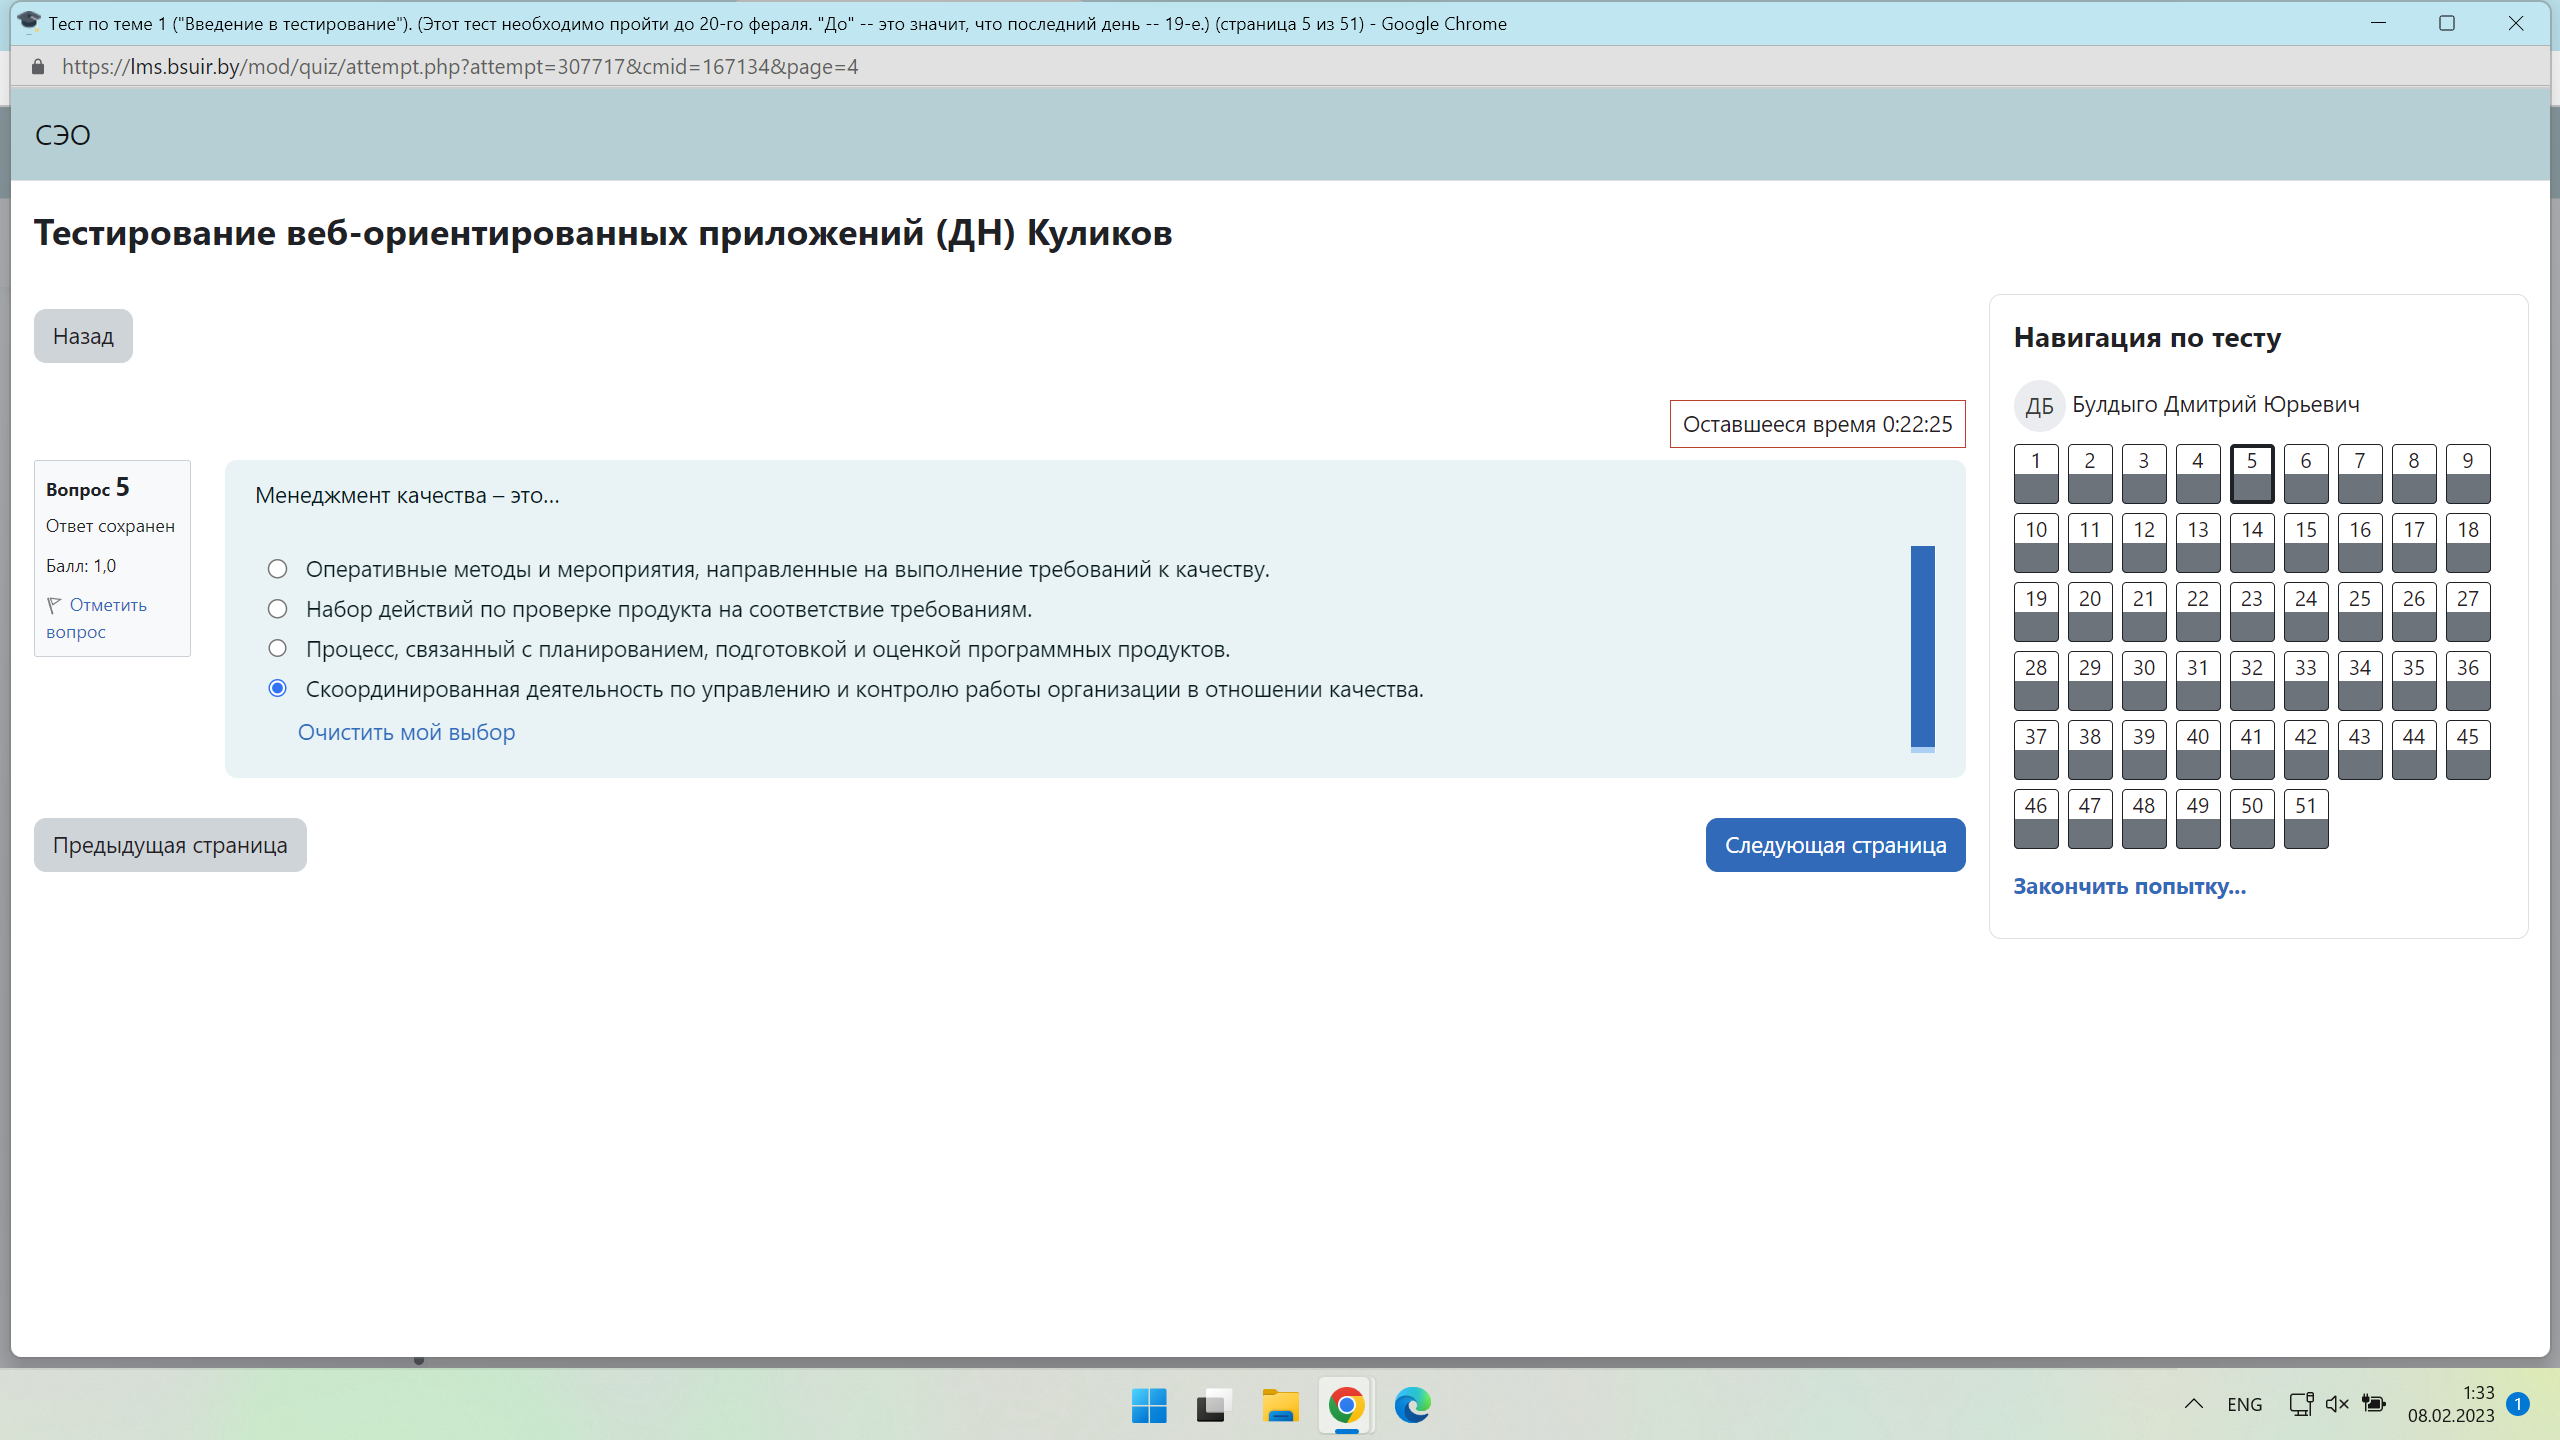 Тест по теме 1 ("Введение в тестирование"). (Этот тест необходимо пройти до 20-го фераля. "До" -- это значит, что последний день -- 19-е.) (страница 5 из 51) - Google Chrome
https://lms.bsuir.by/mod/quiz/attempt.php?attempt=307717&cmid=167134&page=4
СЭО
Тестирование веб-ориентированных приложений (ДН) Куликов
Назад
Оставшееся время 0:22:25
Вопрос 5
Ответ сохранен
Балл: 1,0
Отметить
вопрос
Менеджмент качества – это...
Оперативные методы и мероприятия, направленные на выполнение требований к качеству.
Набор действий по проверке продукта на соответствие требованиям.
Процесс, связанный с планированием, подготовкой и оценкой программных продуктов.
Скоординированная деятельность по управлению и контролю работы организации в отношении качества.
Очистить мой выбор
Предыдущая страница
Следующая страница
Навигация по тесту
ДБ Булдыго Дмитрий Юрьевич
1 2 3 4 5 6 7 8 9
10 11 12 13 14 15 16 17 18
19 20 21 22 23 24 25 26 27
28 29 30 31 32 33 34 35 36
37 38 39 40 41 42 43 44 45
46 47 48 49 50 51
Закончить попытку...
ENG
1:33
08.02.2023
1